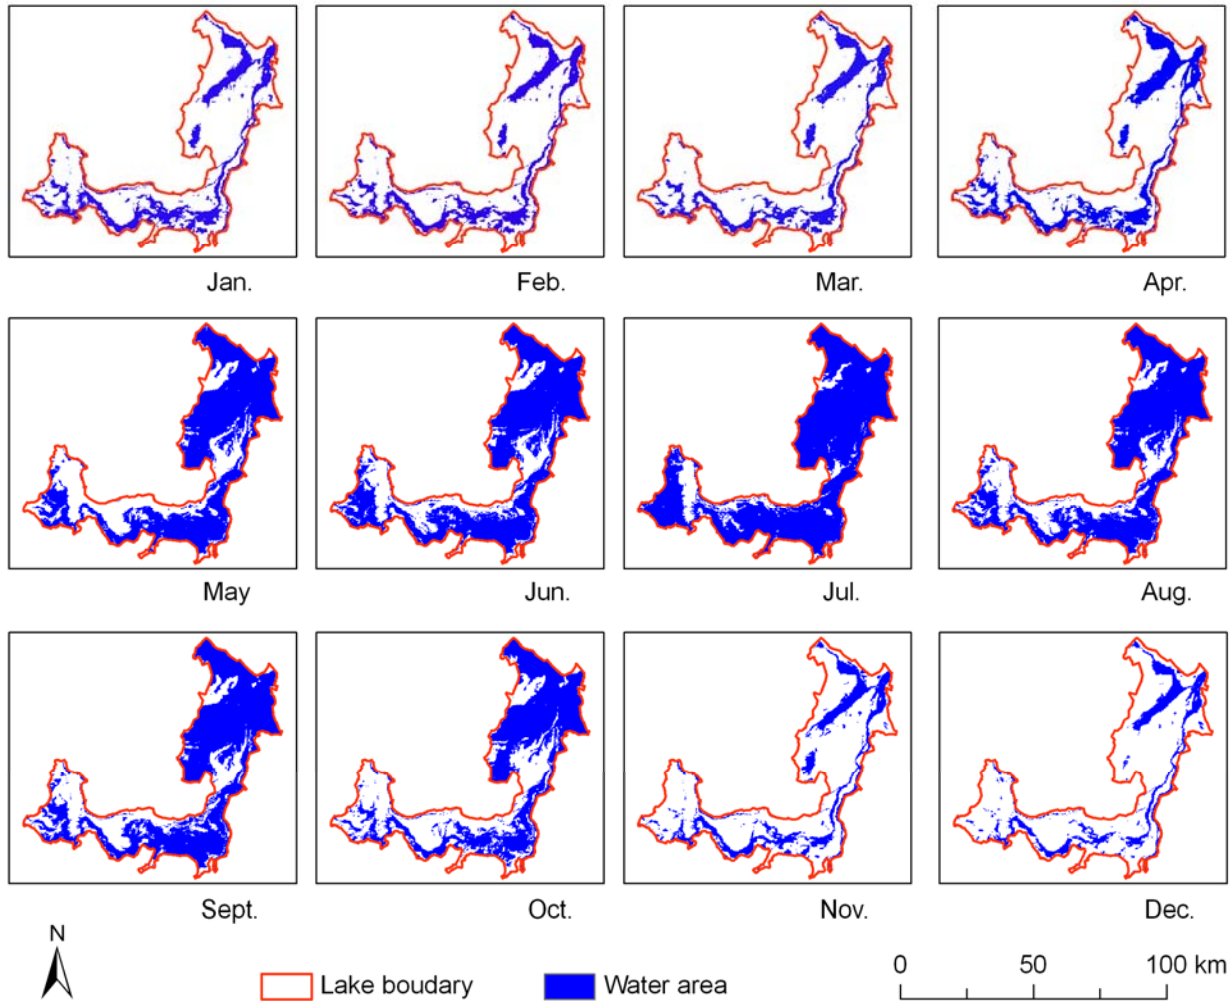 Jan. Feb. Mar. Apr.
May Jun. Jul. Aug.
Sept. Oct. Nov. Dec.
N
0 50 100 km
Lake boudary Water area